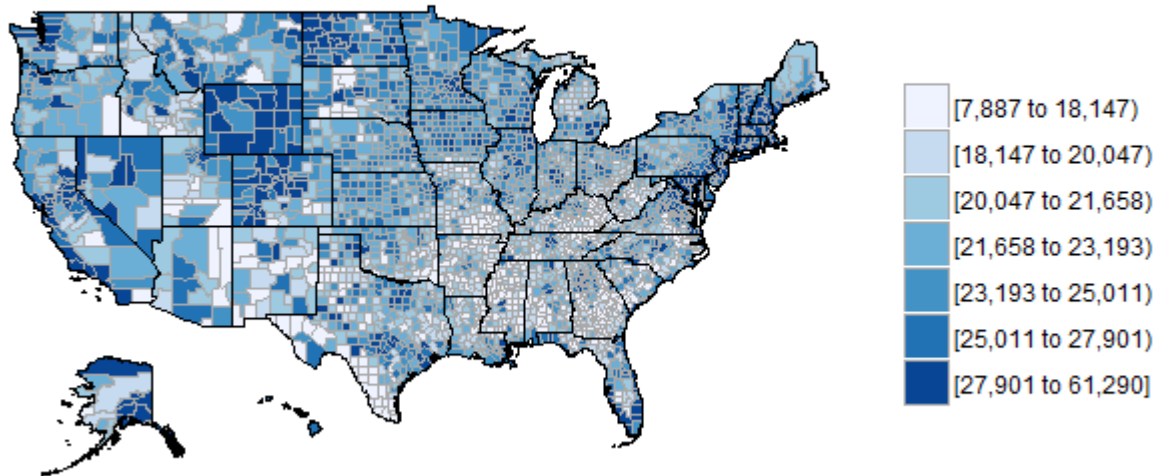 [7,887 to 18,147)
[18,147 to 20,047)
[20,047 to 21,658)
[21,658 to 23,193)
[23,193 to 25,011)
[25,011 to 27,901)
[27,901 to 61,290]